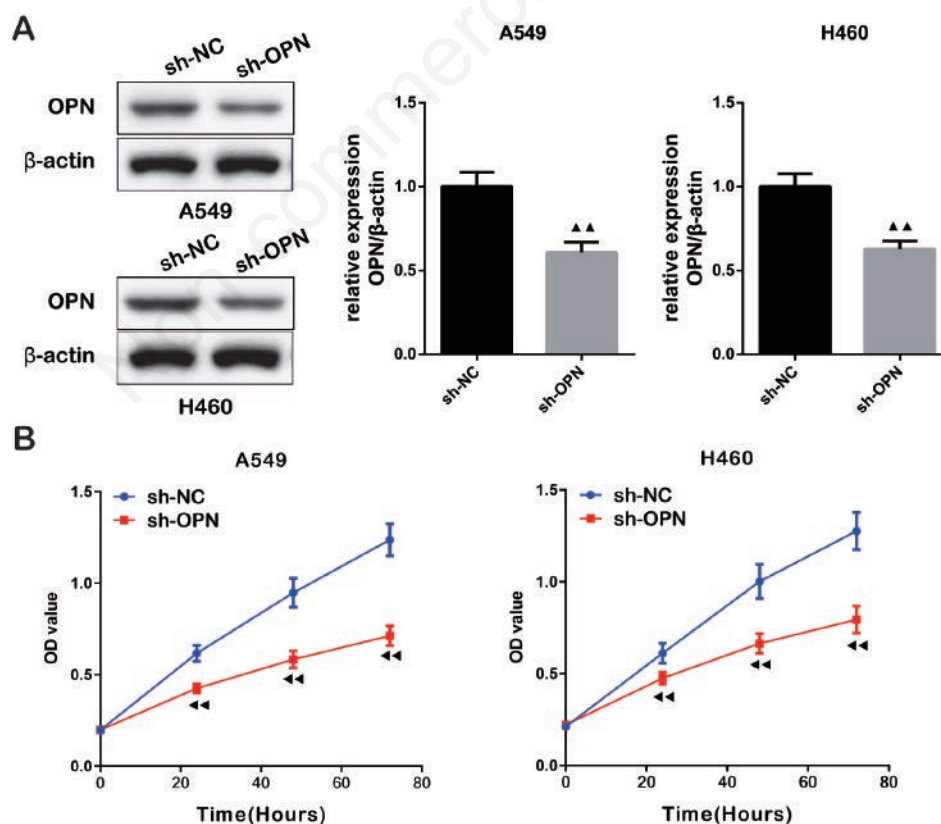 A
sh-NC sh-OPN
OPN
β-actin
A549
sh-NC sh-OPN
OPN
β-actin
H460
A549
relative expression
OPN/β-actin
1.5
1.0
0.5
0.0
▲▲
sh-NC
sh-OPN
H460
relative expression
OPN/β-actin
1.5
1.0
0.5
0.0
▲▲
sh-NC
sh-OPN
B
A549
sh-NC
sh-OPN
OD value
1.5
1.0
0.5
0.0
0 20 40 60 80
Time(Hours)
H460
sh-NC
sh-OPN
OD value
1.5
1.0
0.5
0.0
0 20 40 60 80
Time(Hours)